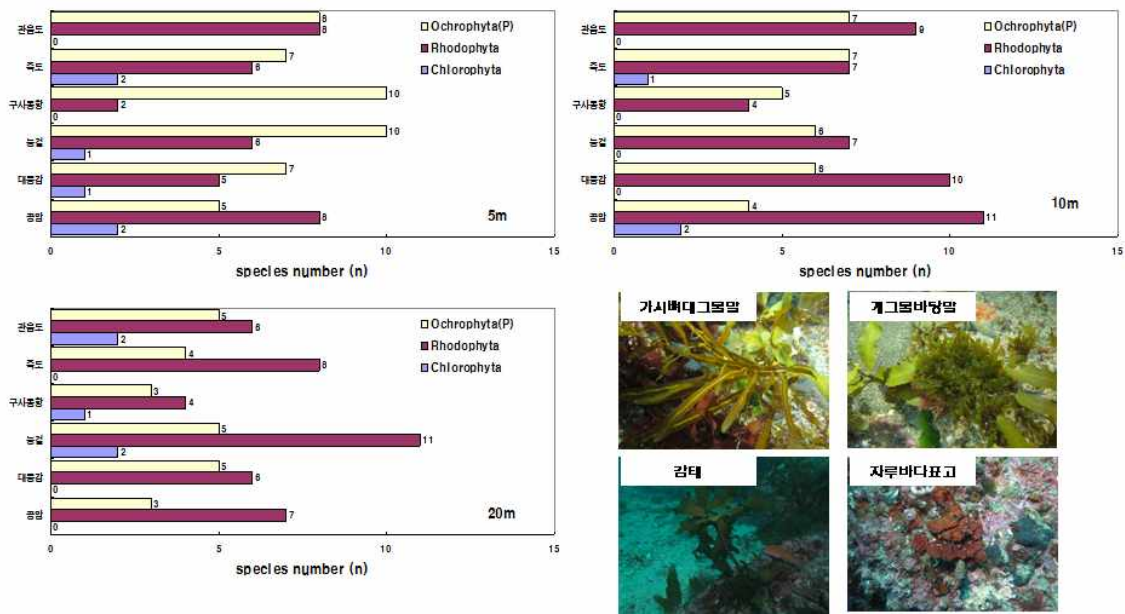 관음도
8
8
0
죽도
7
6
2
구사통황
10
2
0
능걸
10
6
1
대풍감
7
5
1
공암
5
8
2
Ochrophyta(P)
Rhodophyta
Chlorophyta
5m
0 5 10 15
species number (n)
관음도
7
9
0
죽도
7
7
1
구사통황
5
4
0
능걸
6
7
0
대풍감
6
10
0
공암
4
11
2
Ochrophyta(P)
Rhodophyta
Chlorophyta
10m
0 5 10 15
species number (n)
관음도
5
6
2
죽도
4
8
0
구사통황
3
4
1
능걸
5
11
2
대풍감
5
6
0
공암
3
7
0
Ochrophyta(P)
Rhodophyta
Chlorophyta
20m
0 5 10 15
species number (n)
가시뼈대그물말
개그물바탕말
감태
자루바다표고